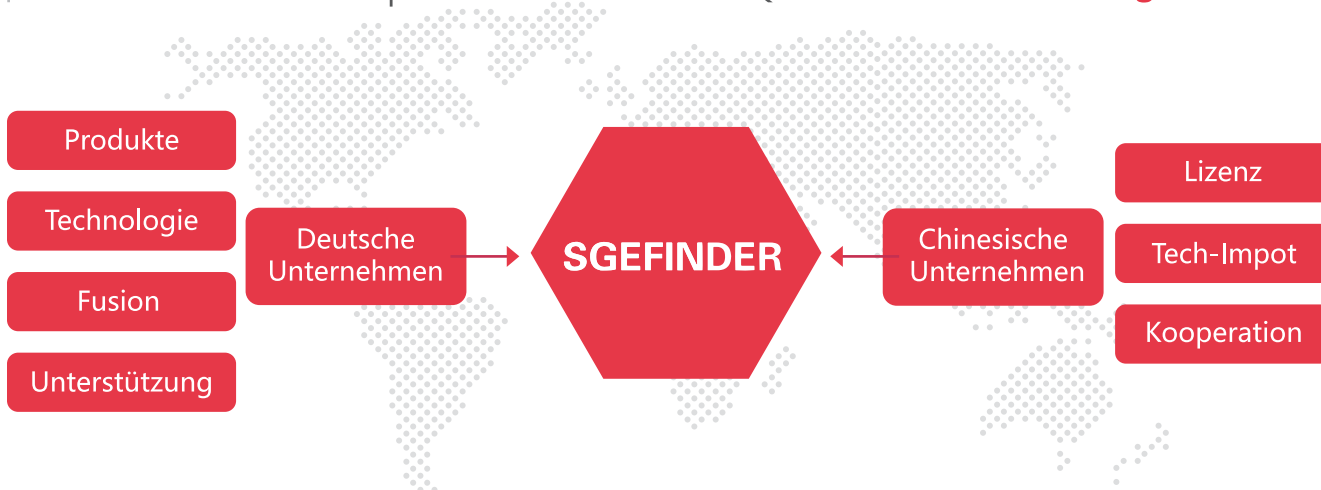 Produkte
Technologie
Fusion
Unterstützung
Deutsche
Unternehmen
SGEFINDER
Chinesische
Unternehmen
Lizenz
Tech-Impot
Kooperation